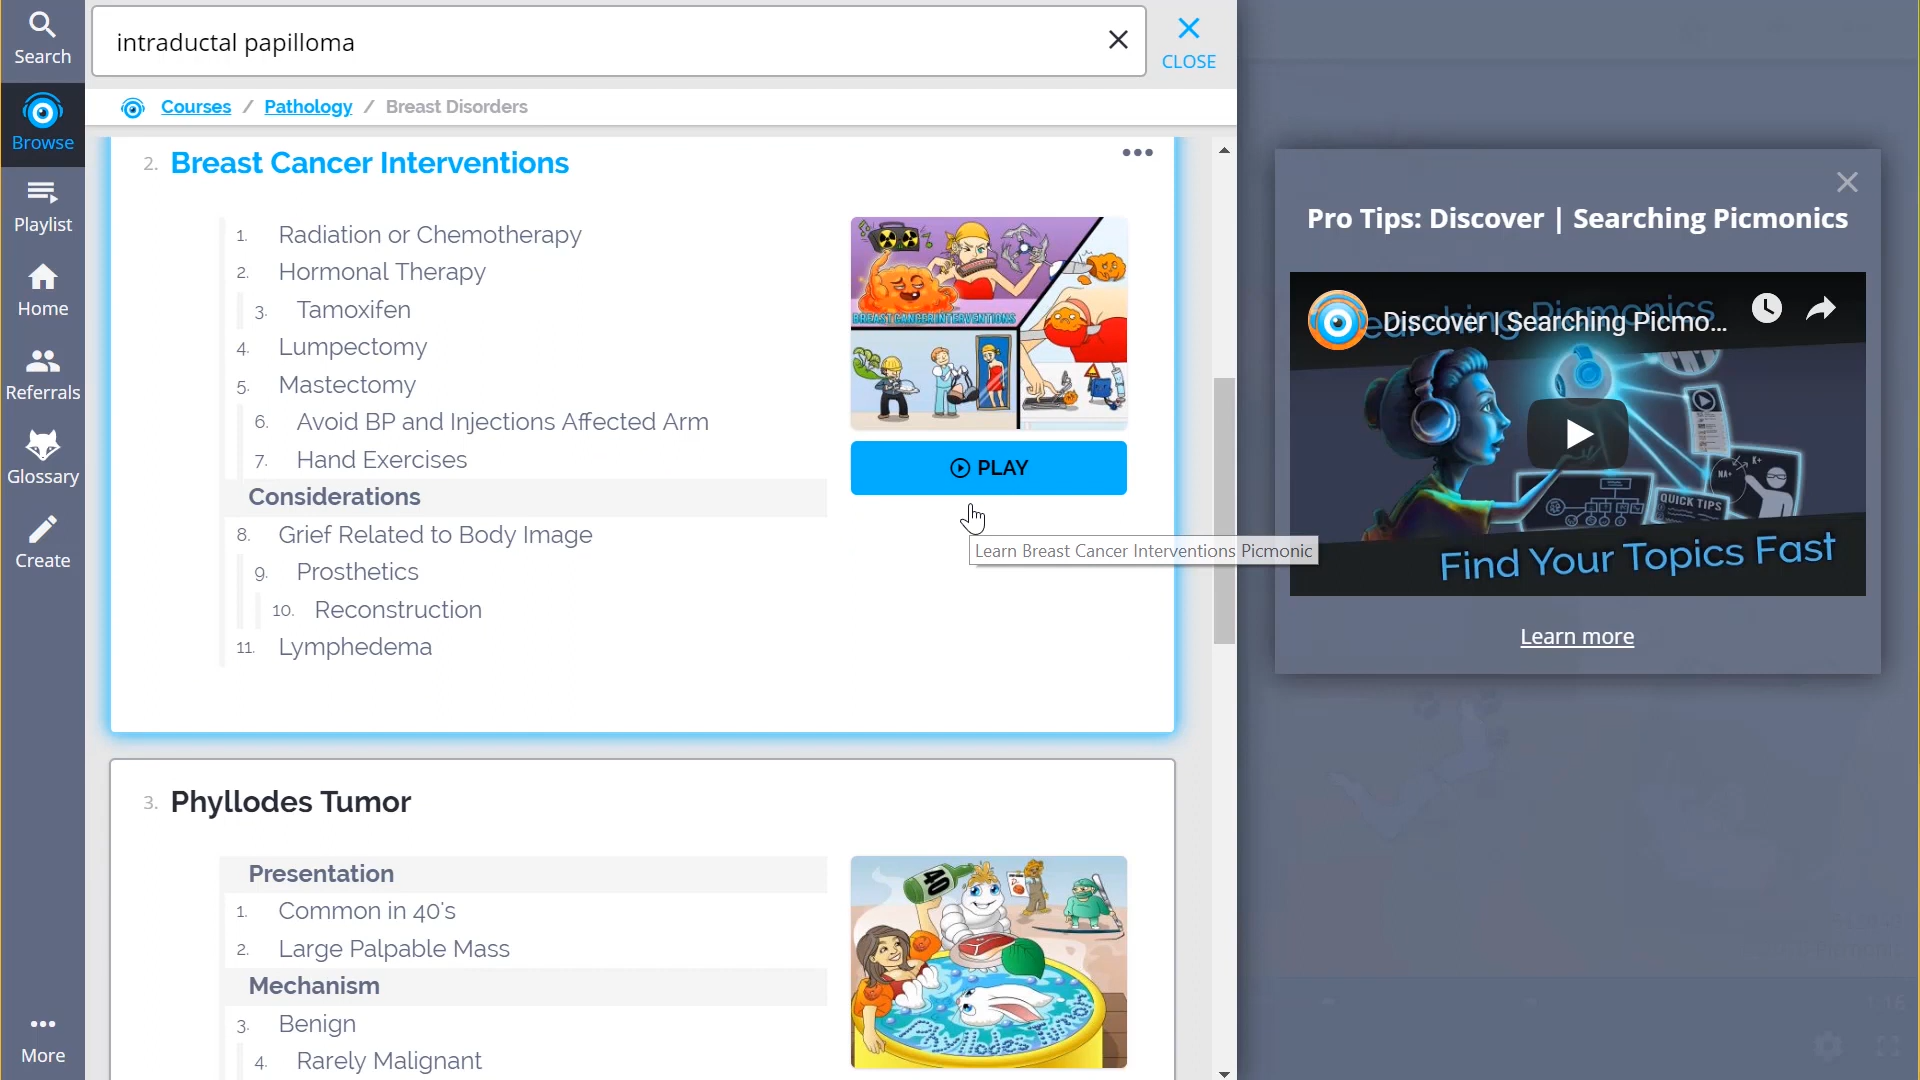 Search
intraductal papilloma
CLOSE
Courses / Pathology / Breast Disorders
Browse
Playlist
Home
Referrals
Glossary
Create
More
2. Breast Cancer Interventions
1. Radiation or Chemotherapy
2. Hormonal Therapy
3. Tamoxifen
4. Lumpectomy
5. Mastectomy
6. Avoid BP and Injections Affected Arm
7. Hand Exercises
Considerations
8. Grief Related to Body Image
9. Prosthetics
10. Reconstruction
11. Lymphedema
BREAST CANCER INTERVENTIONS
PLAY
Learn Breast Cancer Interventions Picmonic
3. Phyllodes Tumor
Presentation
1. Common in 40's
2. Large Palpable Mass
Mechanism
3. Benign
4. Rarely Malignant
40
Phyllodes Tumor
Pro Tips: Discover | Searching Picmonics
Searching Picmonics
Discover | Searching Picmo...
NA+
K+
QUICK TIPS
Find Your Topics Fast
Learn more